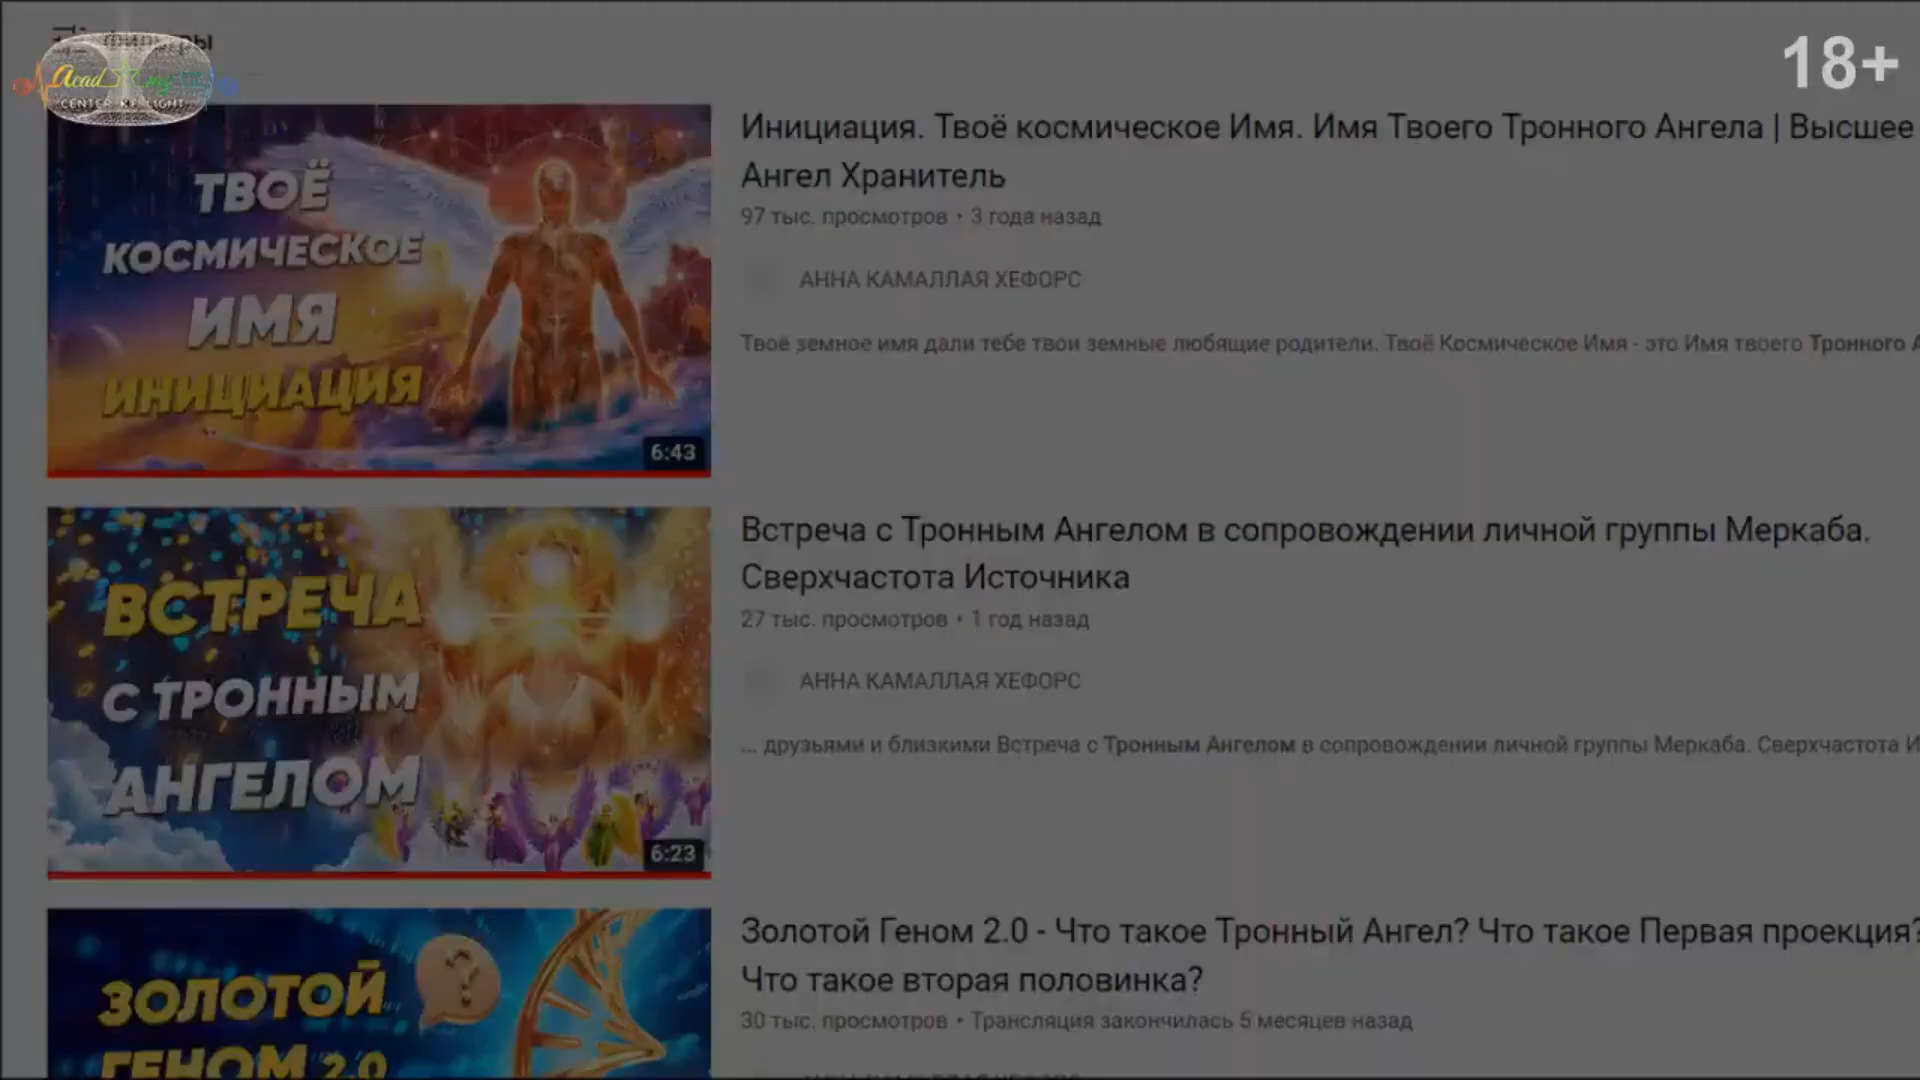 фильтры
CENTER KF LIGHT
18+
ТВОЁ
КОСМИЧЕСКОЕ
ИМЯ
ИНИЦИАЦИЯ
6:43
Инициация. Твоё космическое Имя. Имя Твоего Тронного Ангела | Высшее
Ангел Хранитель
97 тыс. просмотров • 3 года назад
АННА КАМАЛЛАЯ ХЕФОРС
Твоё земное имя дали тебе твои земные любящие родители. Твоё Космическое Имя - это Имя твоего Тронного
ВСТРЕЧА
С ТРОННЫМ
АНГЕЛОМ
6:23
Встреча с Тронным Ангелом в сопровождении личной группы Меркаба.
Сверхчастота Источника
27 тыс. просмотров • 1 год назад
АННА КАМАЛЛАЯ ХЕФОРС
... друзьями и близкими Встреча с Тронным Ангелом в сопровождении личной группы Меркаба. Сверхчастота И
ЗОЛОТОЙ
ГЕНОМ 2.0
Золотой Геном 2.0 - Что такое Тронный Ангел? Что такое Первая проекция?
Что такое вторая половинка?
30 тыс. просмотров • Трансляция закончилась 5 месяцев назад